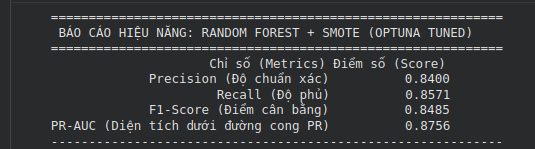 ============================================================
BÁO CÁO HIỆU NĂNG: RANDOM FOREST + SMOTE (OPTUNA TUNED)
============================================================
Chỉ số (Metrics) Điểm số (Score)
Precision (Độ chuẩn xác) 0.8400
Recall (Độ phủ) 0.8571
F1-Score (Điểm cân bằng) 0.8485
PR-AUC (Diện tích dưới đường cong PR) 0.8756
------------------------------------------------------------